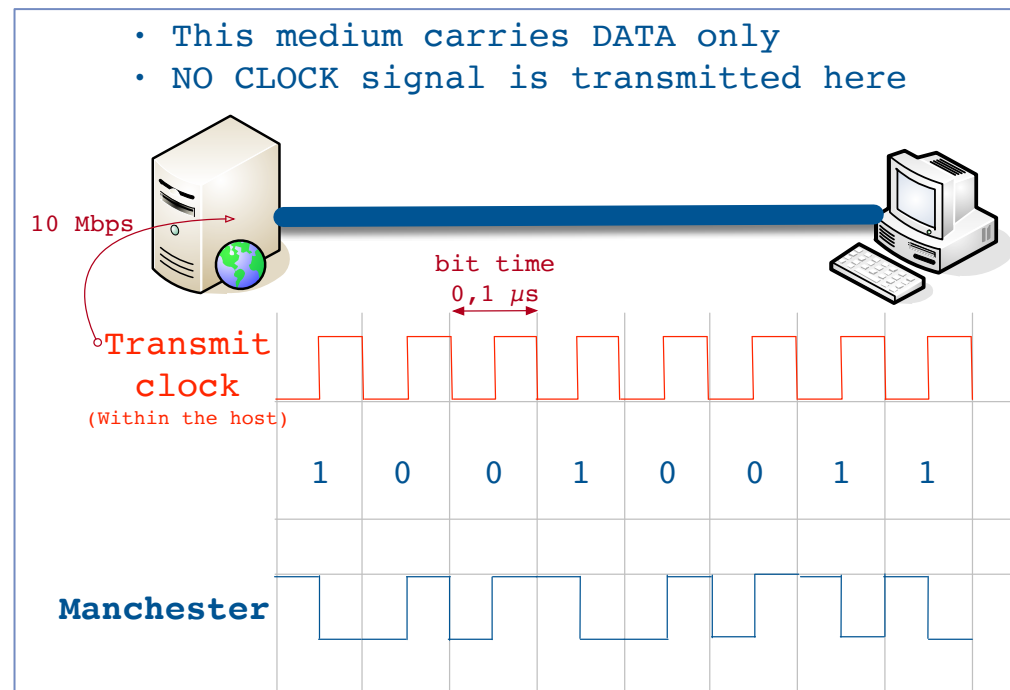 • This medium carries DATA only
• NO CLOCK signal is transmitted here
10 Mbps
bit time
0,1 µs
Transmit
clock
(Within the host)
1 0 0 1 0 0 1 1
Manchester